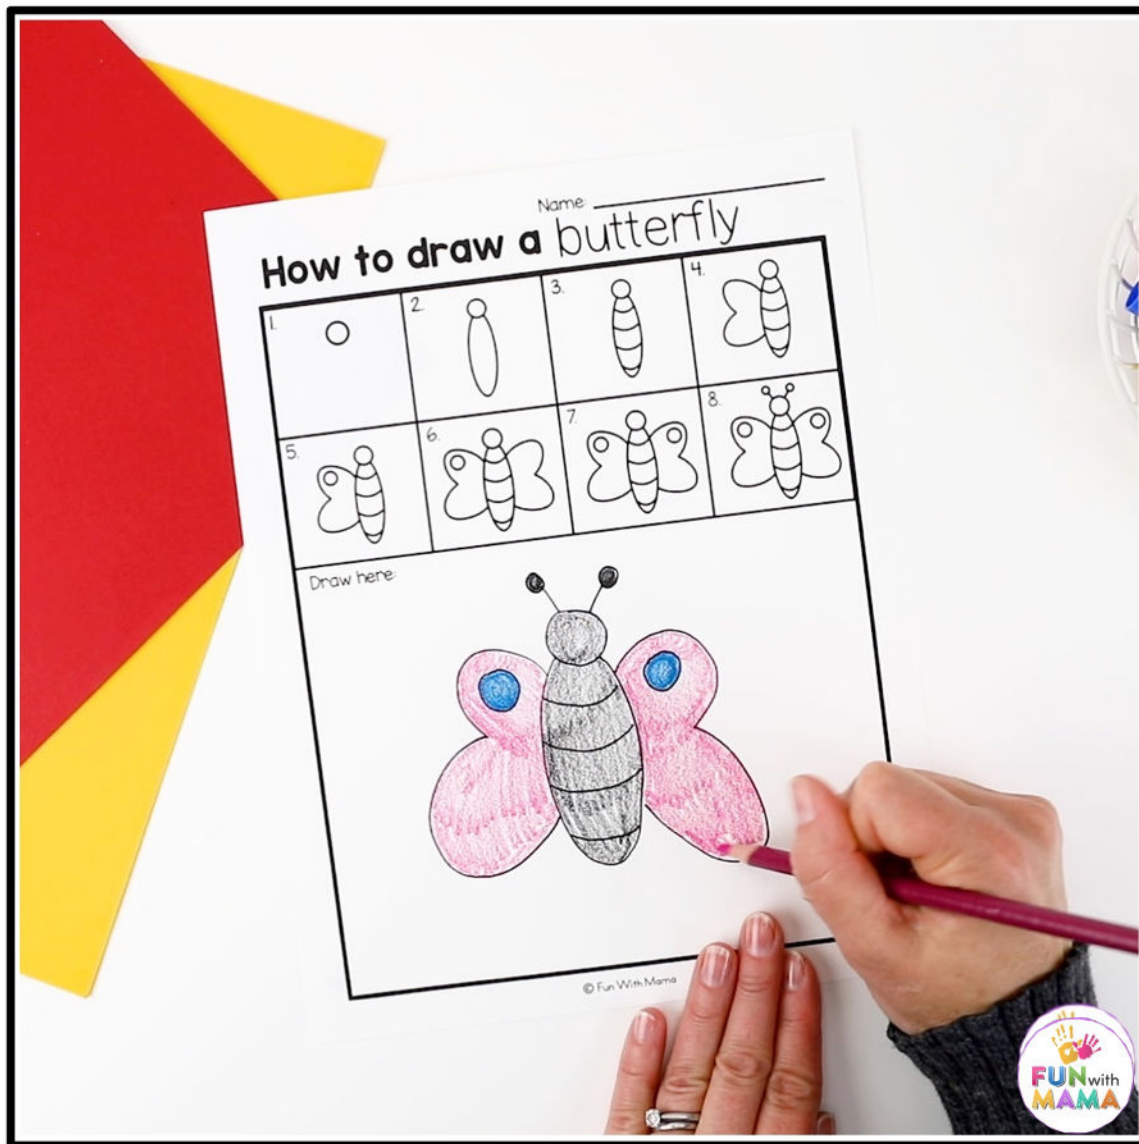 Name:
How to draw a butterfly
1.
2.
3.
4.
5.
6.
7.
8.
Draw here:
© Fun With Mama
FUN with
MAMA